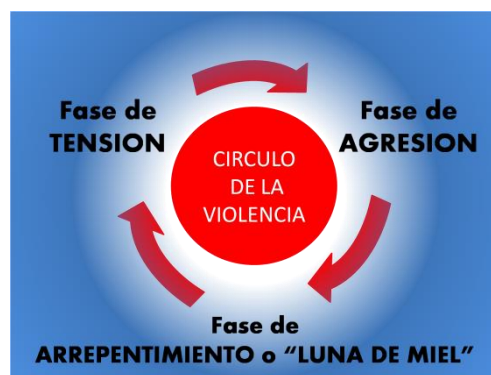 Fase de
TENSION
Fase de
AGRESION
CIRCULO
DE LA
VIOLENCIA
Fase de
ARREPENTIMIENTO o “LUNA DE MIEL”